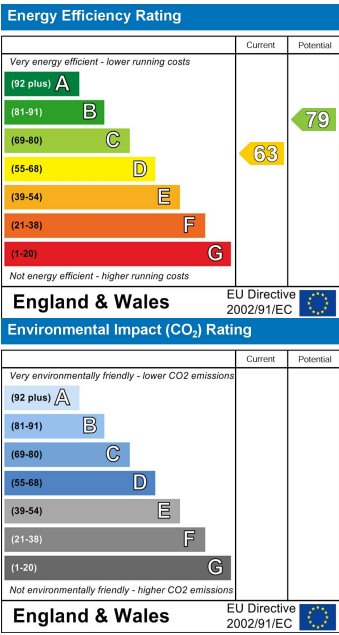 Energy Efficiency Rating
Current Potential
Very energy efficient - lower running costs
(92 plus) A
(81-91) B
79
(69-80) C
63
(55-68) D
(39-54) E
(21-38) F
(1-20) G
Not energy efficient - higher running costs
England & Wales
EU Directive
2002/91/EC
Environmental Impact (CO₂) Rating
Current Potential
Very environmentally friendly - lower CO2 emissions
(92 plus) A
(81-91) B
(69-80) C
(55-68) D
(39-54) E
(21-38) F
(1-20) G
Not environmentally friendly - higher CO2 emissions
England & Wales
EU Directive
2002/91/EC